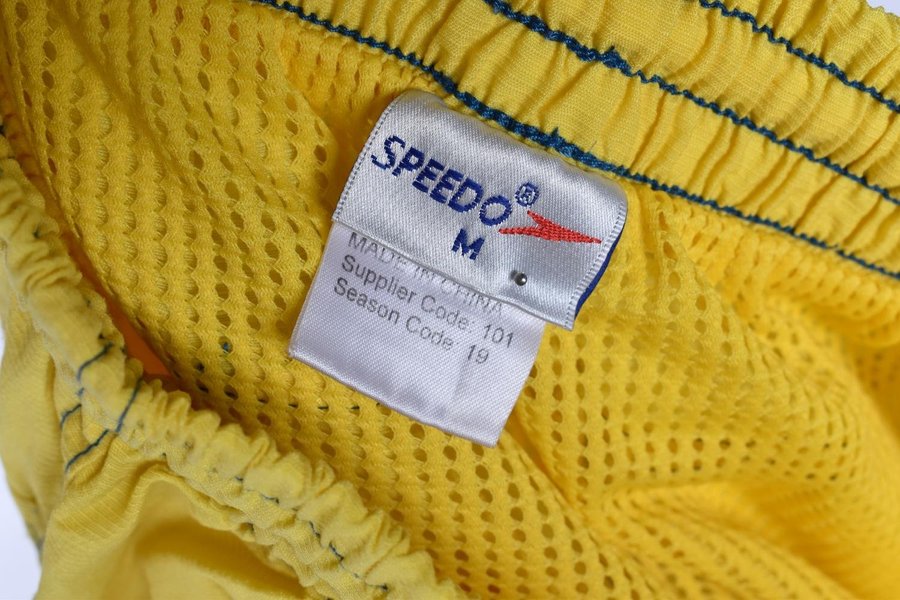 SPEEDO®
M
MADE IN CHINA
Supplier Code: 101
Season Code: 19